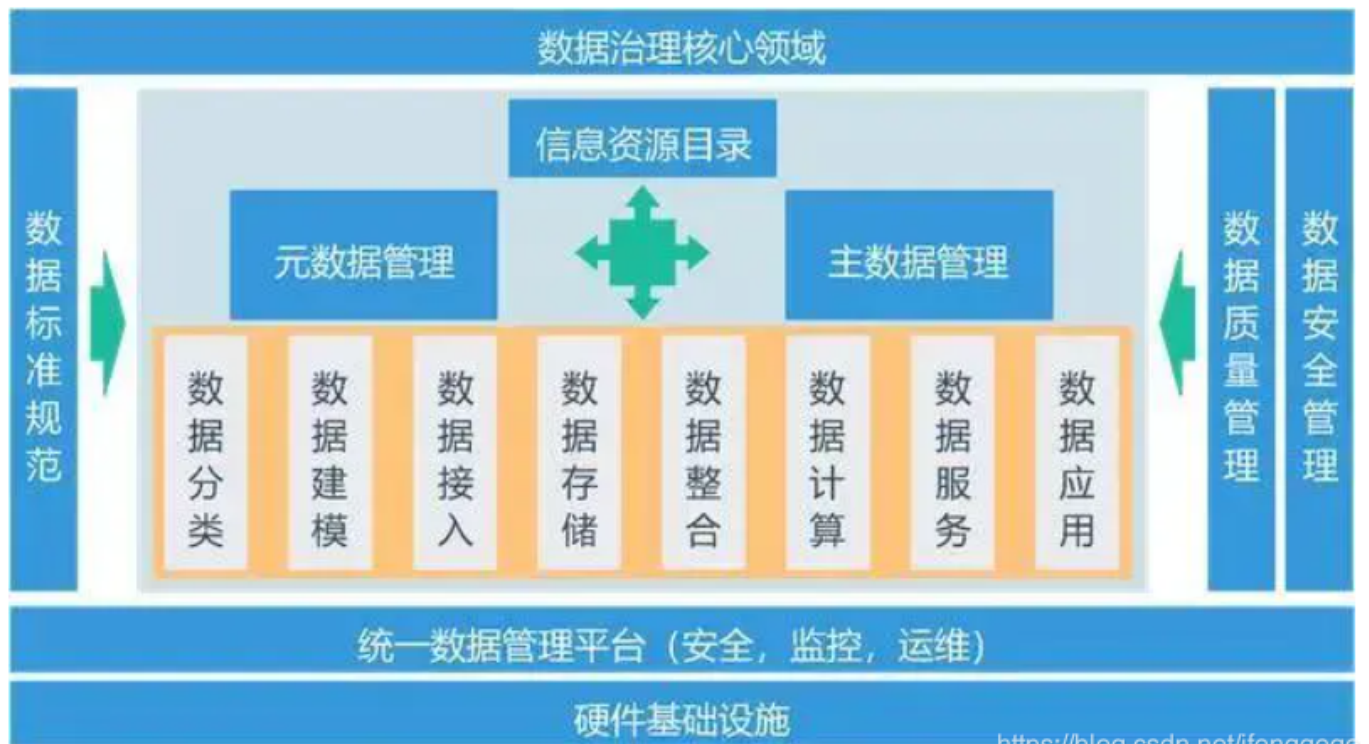 数据治理核心领域
数据标准规范
信息资源目录
元数据管理
主数据管理
数据分类
数据建模
数据接入
数据存储
数据整合
数据计算
数据服务
数据应用
数据质量管理
数据安全管理
统一数据管理平台（安全，监控，运维）
硬件基础设施